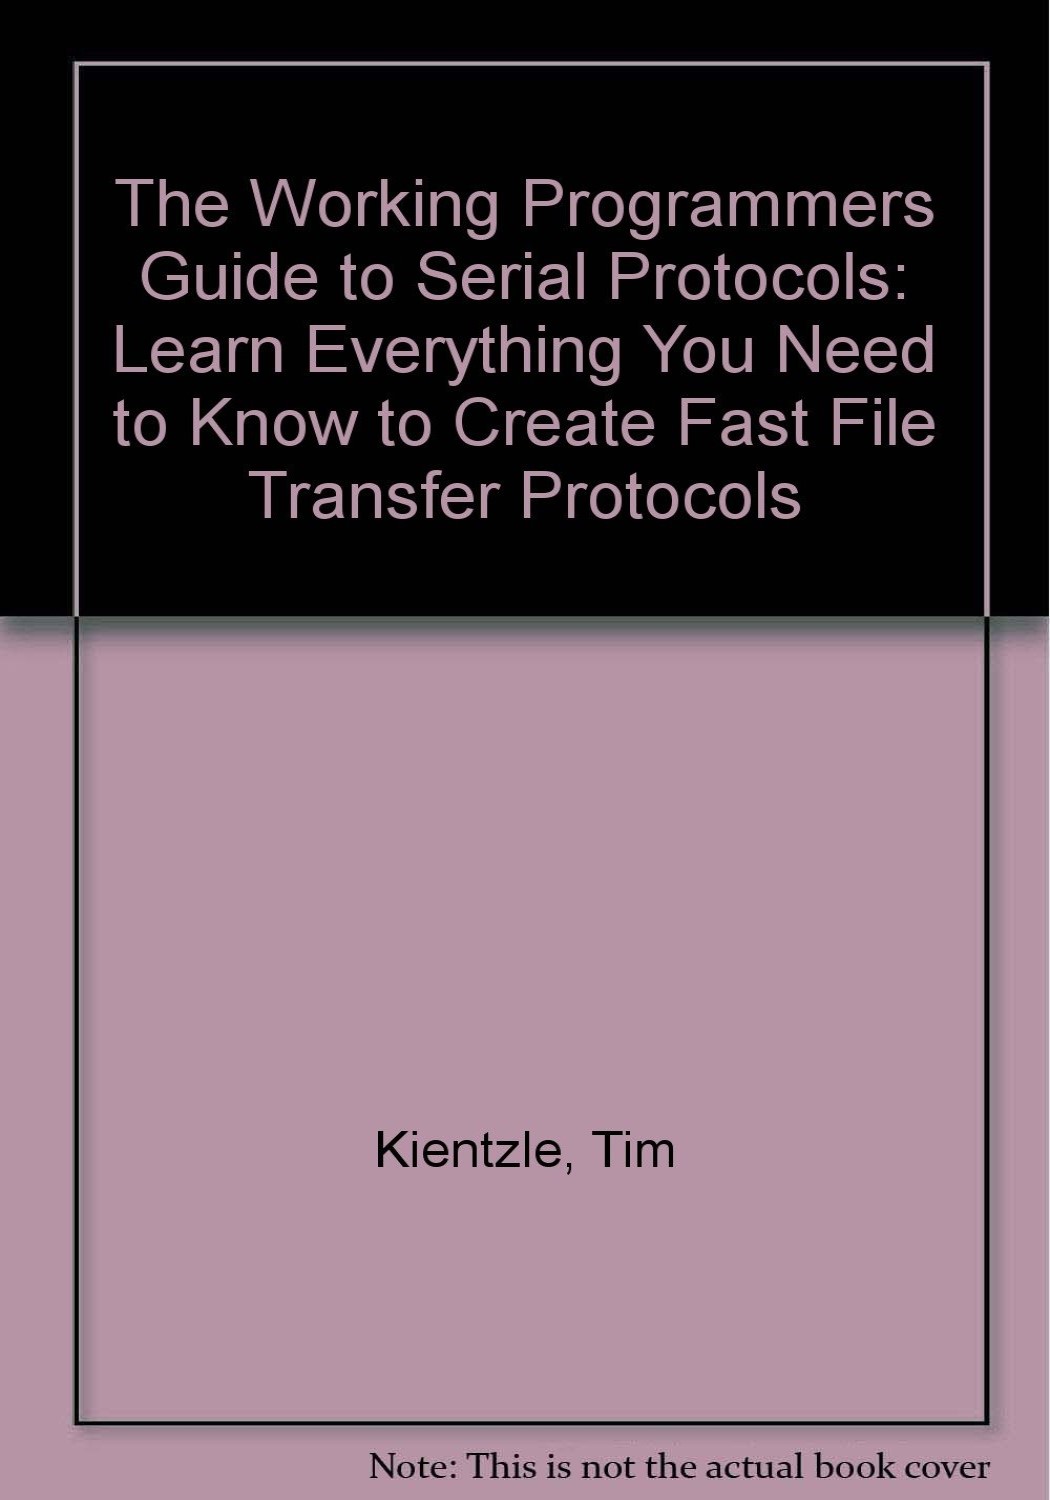 The Working Programmers
Guide to Serial Protocols:
Learn Everything You Need
to Know to Create Fast File
Transfer Protocols
Kientzle, Tim
Note: This is not the actual book cover